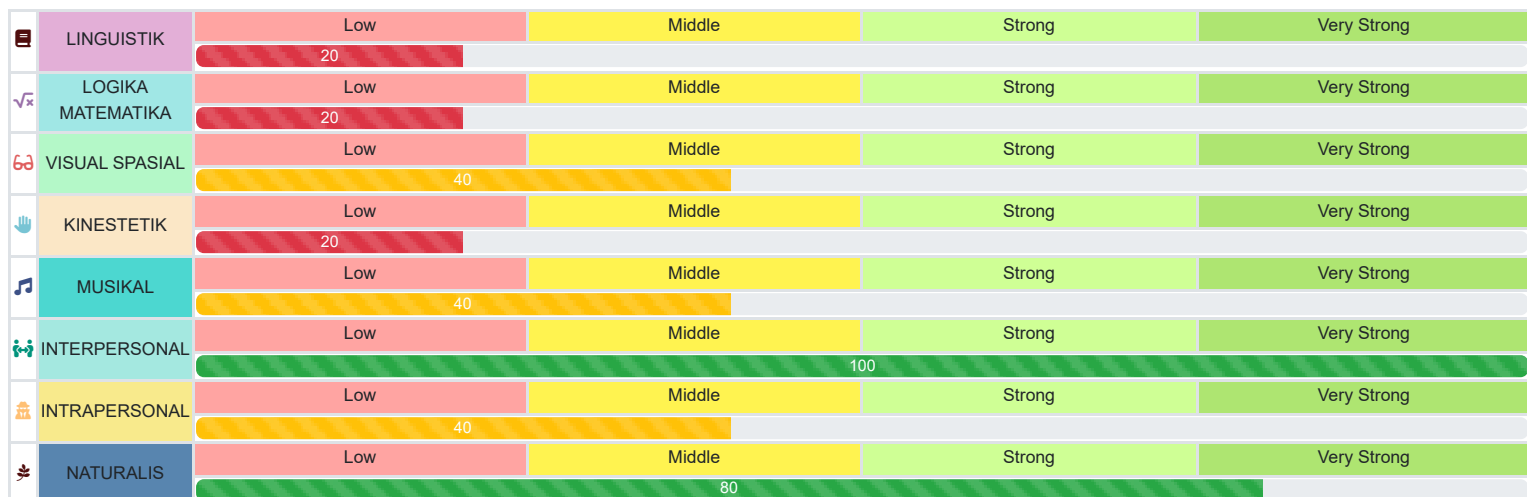 LINGUISTIK
Low Middle Strong Very Strong
20
LOGIKA
MATEMATIKA
Low Middle Strong Very Strong
20
VISUAL SPASIAL
Low Middle Strong Very Strong
40
KINESTETIK
Low Middle Strong Very Strong
20
MUSIKAL
Low Middle Strong Very Strong
40
INTERPERSONAL
Low Middle Strong Very Strong
100
INTRAPERSONAL
Low Middle Strong Very Strong
40
NATURALIS
Low Middle Strong Very Strong
80